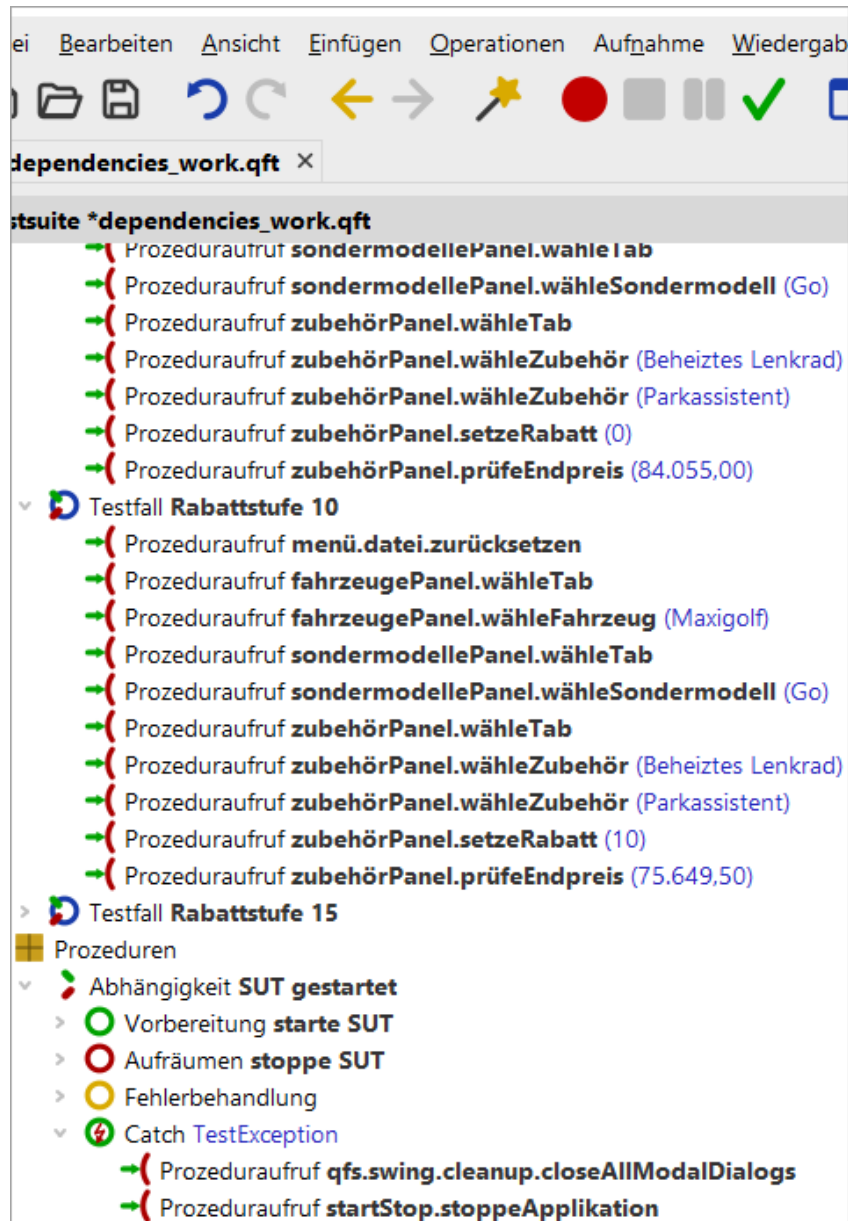 ei Bearbeiten Ansicht Einfügen Operationen Aufnahme Wiedergab
dependencies_work.qft ×
stsuite *dependencies_work.qft
Prozeduraufruf sondermodellePanel.wähleTab
Prozeduraufruf sondermodellePanel.wähleSondermodell (Go)
Prozeduraufruf zubehörPanel.wähleTab
Prozeduraufruf zubehörPanel.wähleZubehör (Beheiztes Lenkrad)
Prozeduraufruf zubehörPanel.wähleZubehör (Parkassistent)
Prozeduraufruf zubehörPanel.setzeRabatt (0)
Prozeduraufruf zubehörPanel.prüfeEndpreis (84.055,00)
Testfall Rabattstufe 10
Prozeduraufruf menü.datei.zurücksetzen
Prozeduraufruf fahrzeugePanel.wähleTab
Prozeduraufruf fahrzeugePanel.wähleFahrzeug (Maxigolf)
Prozeduraufruf sondermodellePanel.wähleTab
Prozeduraufruf sondermodellePanel.wähleSondermodell (Go)
Prozeduraufruf zubehörPanel.wähleTab
Prozeduraufruf zubehörPanel.wähleZubehör (Beheiztes Lenkrad)
Prozeduraufruf zubehörPanel.wähleZubehör (Parkassistent)
Prozeduraufruf zubehörPanel.setzeRabatt (10)
Prozeduraufruf zubehörPanel.prüfeEndpreis (75.649,50)
Testfall Rabattstufe 15
Prozeduren
Abhängigkeit SUT gestartet
Vorbereitung starte SUT
Aufräumen stoppe SUT
Fehlerbehandlung
Catch TestException
Prozeduraufruf qfs.swing.cleanup.closeAllModalDialogs
Prozeduraufruf startStop.stoppeApplikation